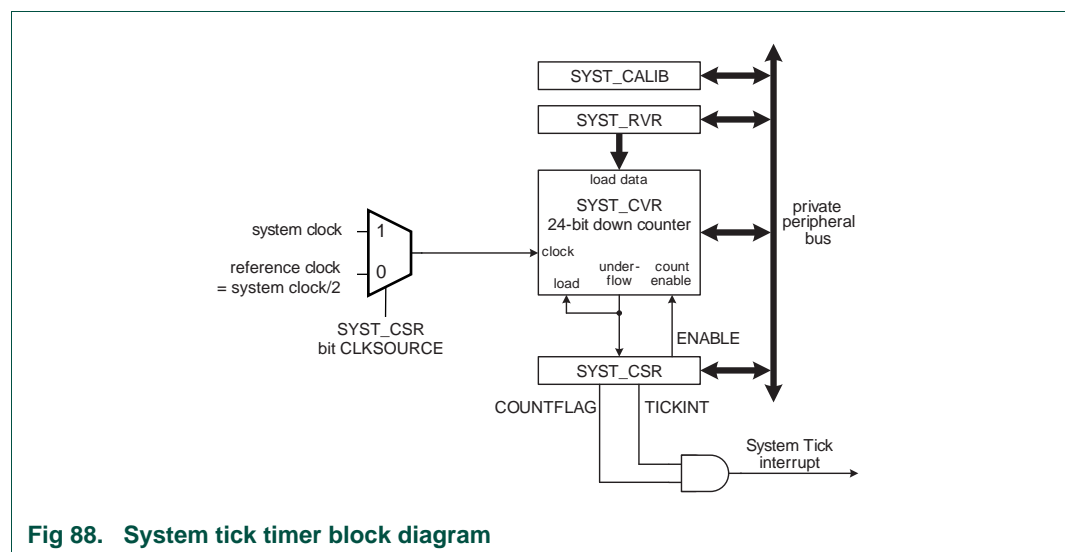 SYST_CALIB
SYST_RVR
load data
SYST_CVR
24-bit down counter
private
peripheral
bus
system clock
1
clock
reference clock
= system clock/2
0
under-
flow
count
enable
load
SYST_CSR
bit CLKSOURCE
ENABLE
SYST_CSR
COUNTFLAG
TICKINT
System Tick
interrupt
Fig 88. System tick timer block diagram